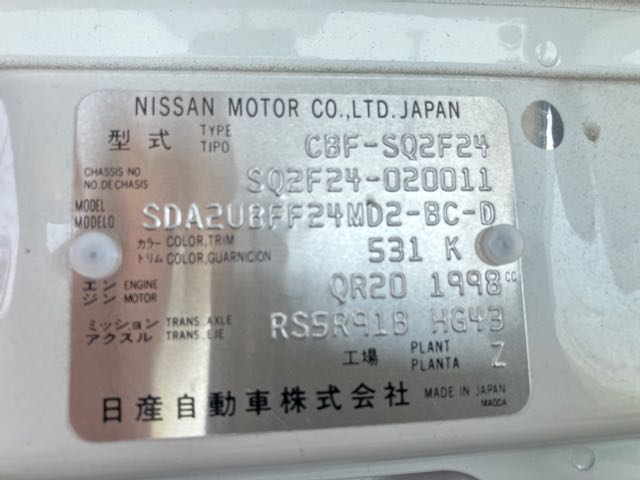 NISSAN MOTOR CO.,LTD. JAPAN
型式 TYPE TIPO CBF-SQ2F24
CHASSIS NO. NO. DE CHASIS SQ2F24-020011
MODEL MODELO SDA2UBFF24MD2-BC-D
カラー トリム COLOR, TRIM COLOR, GUARNICION 531 K
エンジン ENGINE MOTOR QR20 1998 cc
ミッション アクスル TRANS. AXLE TRANS. EJE RS5R91B HG43
工場 PLANT PLANTA Z
日産自動車株式会社 MADE IN JAPAN